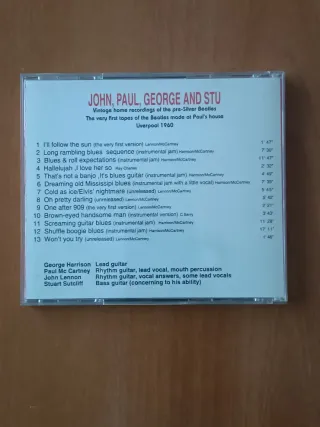 JOHN, PAUL, GEORGE AND STU
Vintage home recordings of the pre-Silver Beatles
The very first tapes of the Beatles made at Paul's house
Liverpool 1960
1 I'll follow the sun (the very first version) Lennon/McCartney 1' 47"
2 Long rambling blues sequence (instrumental jam) Harrison/McCartney
3 Blues & roll expectations (instrumental jam) Harrison/McCartney
4 Hallelujah J love her so Ray Charles
5 That's not a banjo ,It's blues guitar (instrumental jam) Harrison/McCartney
6 Dreaming old Mississipi blues (instrumental jam with a little vocal) Harrison/McCartney
7 Cold as ice/Elvis' nightmare (unreleased) Lennon/McCartney
8 Oh pretty darling (unreleased) Lennon/McCartney
9 One after 909 (the very first version) Lennon/McCartney
10 Brown-eyed handsome man (instrumental jam) C. Berry
11 Screaming guitar blues (instrumental jam) Harrison/McCartney
12 Shuffle boogie blues (instrumental jam) Harrison/McCartney 17' 11"
13 Won't you try (unreleased) Lennon/McCartney
George Harrison Lead guitar
Paul Mc Cartney Rhythm guitar, lead vocal, mouth percussion
John Lennon Rhythm guitar, vocal answers, some lead vocals
Stuart Sutcliff Bass guitar (concerning to his ability)